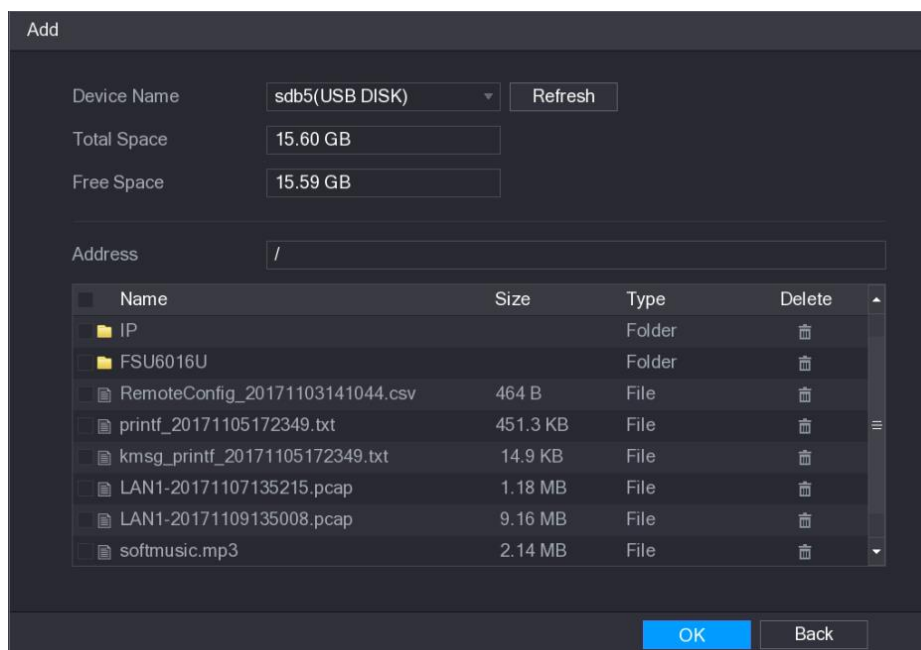 Add
Device Name sdb5(USB DISK) Refresh
Total Space 15.60 GB
Free Space 15.59 GB
Address /
Name Size Type Delete
IP Folder
FSU6016U Folder
RemoteConfig_20171103141044.csv 464 B File
printf_20171105172349.txt 451.3 KB File
kmsg_printf_20171105172349.txt 14.9 KB File
LAN1-20171107135215.pcap 1.18 MB File
LAN1-20171109135008.pcap 9.16 MB File
softmusic.mp3 2.14 MB File
OK Back